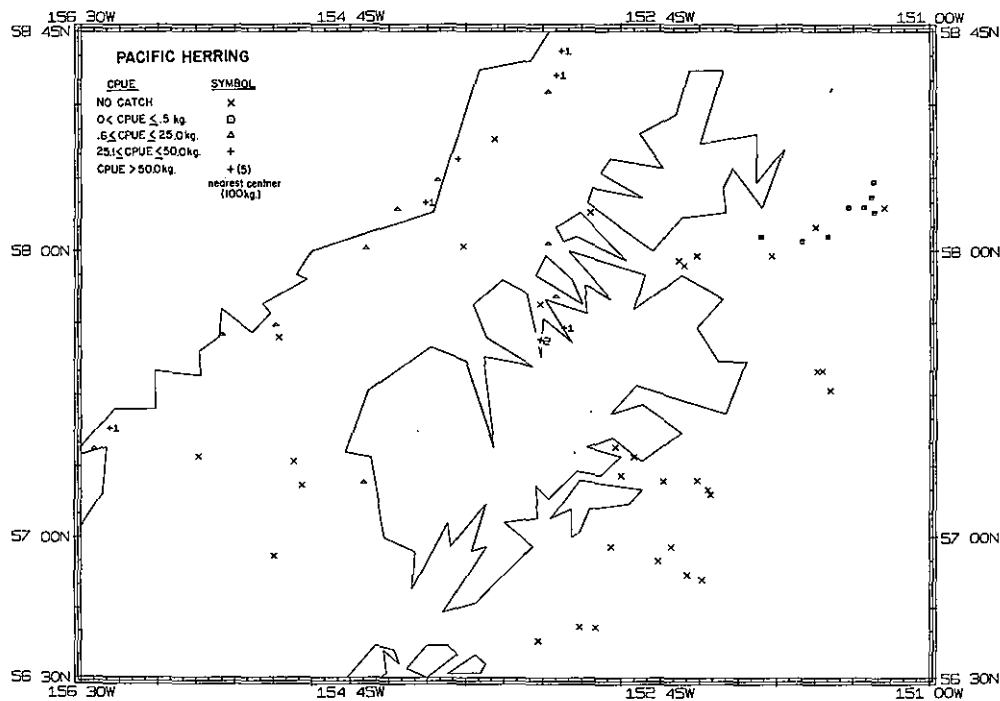 156 30W 154 45W 152 45W 151 00W
58 45N 58 45N
PACIFIC HERRING
CPUE SYMBOL
NO CATCH ×
0 < CPUE ≤ .5 kg. □
.6 ≤ CPUE ≤ 25.0 kg. △
25.1 ≤ CPUE ≤ 50.0 kg. +
CPUE > 50.0 kg. + (5)
nearest centner
(100 kg.)
+1
+1
+1
58 00N 58 00N
+1
+2
+1
57 00N 57 00N
56 30N 56 30N
156 30W 154 45W 152 45W 151 00W